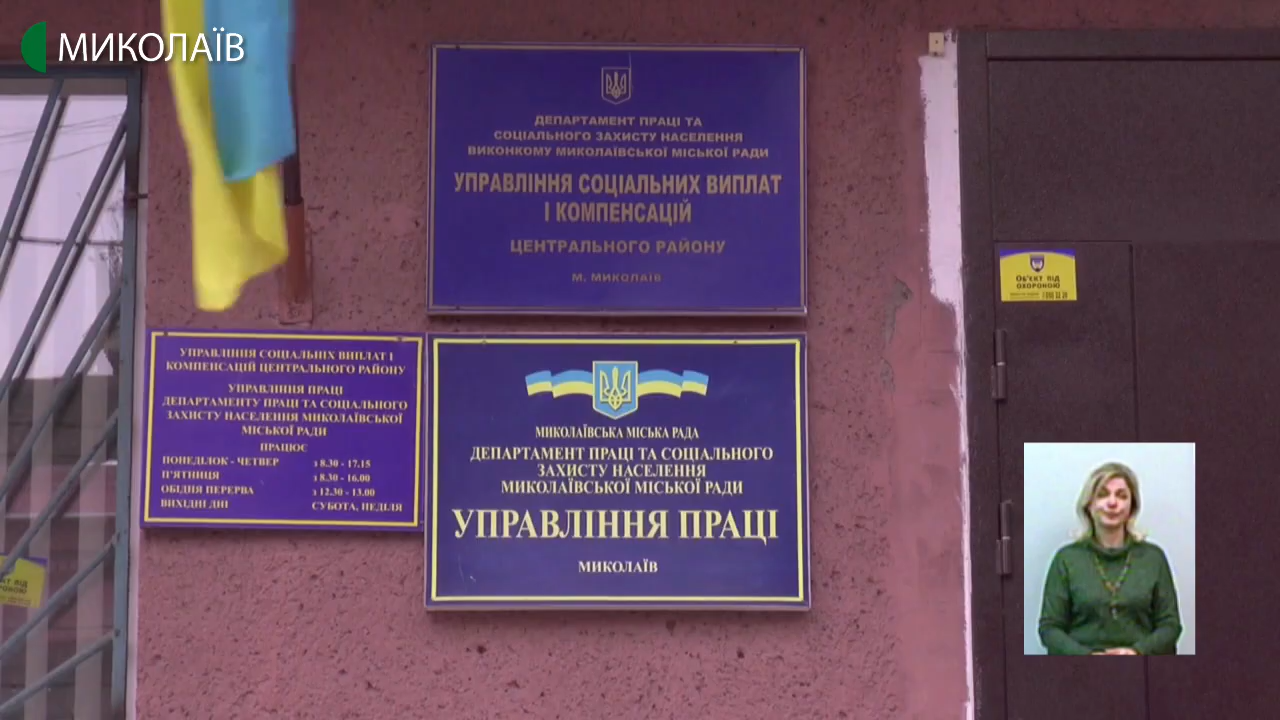 МИКОЛАЇВ
ДЕПАРТАМЕНТ ПРАЦІ ТА
СОЦІАЛЬНОГО ЗАХИСТУ НАСЕЛЕННЯ
ВИКОНКОМУ МИКОЛАЇВСЬКОЇ МІСЬКОЇ РАДИ
УПРАВЛІННЯ СОЦІАЛЬНИХ ВИПЛАТ
І КОМПЕНСАЦІЙ
ЦЕНТРАЛЬНОГО РАЙОНУ
М. МИКОЛАЇВ
УПРАВЛІННЯ СОЦІАЛЬНІХ ВИПЛАТ І
КОМПЕНСАЦІЙ ЦЕНТРАЛЬНОГО РАЙОНУ
УПРАВЛІННЯ ПРАЦІ
ДЕПАРТАМЕНТУ ПРАЦІ ТА СОЦІАЛЬНОГО
ЗАХИСТУ НАСЕЛЕННЯ МИКОЛАЇВСЬКОЇ
МІСЬКОЇ РАДИ
ПРАЦЮЄ
ПОНЕДІЛОК - ЧЕТВЕР з 8.30 - 17.15
П'ЯТНИЦЯ з 8.30 - 16.00
ОБІДНЯ ПЕРЕРВА з 12.30 - 13.00
ВИХІДНІ ДНІ СУБОТА, НЕДІЛЯ
МИКОЛАЇВСЬКА МІСЬКА РАДА
ДЕПАРТАМЕНТ ПРАЦІ ТА СОЦІАЛЬНОГО
ЗАХИСТУ НАСЕЛЕННЯ
МИКОЛАЇВСЬКОЇ МІСЬКОЇ РАДИ
УПРАВЛІННЯ ПРАЦІ
МИКОЛАЇВ
ОБ'ЄКТ ПІД
ОХОРОНОЮ
ПІД